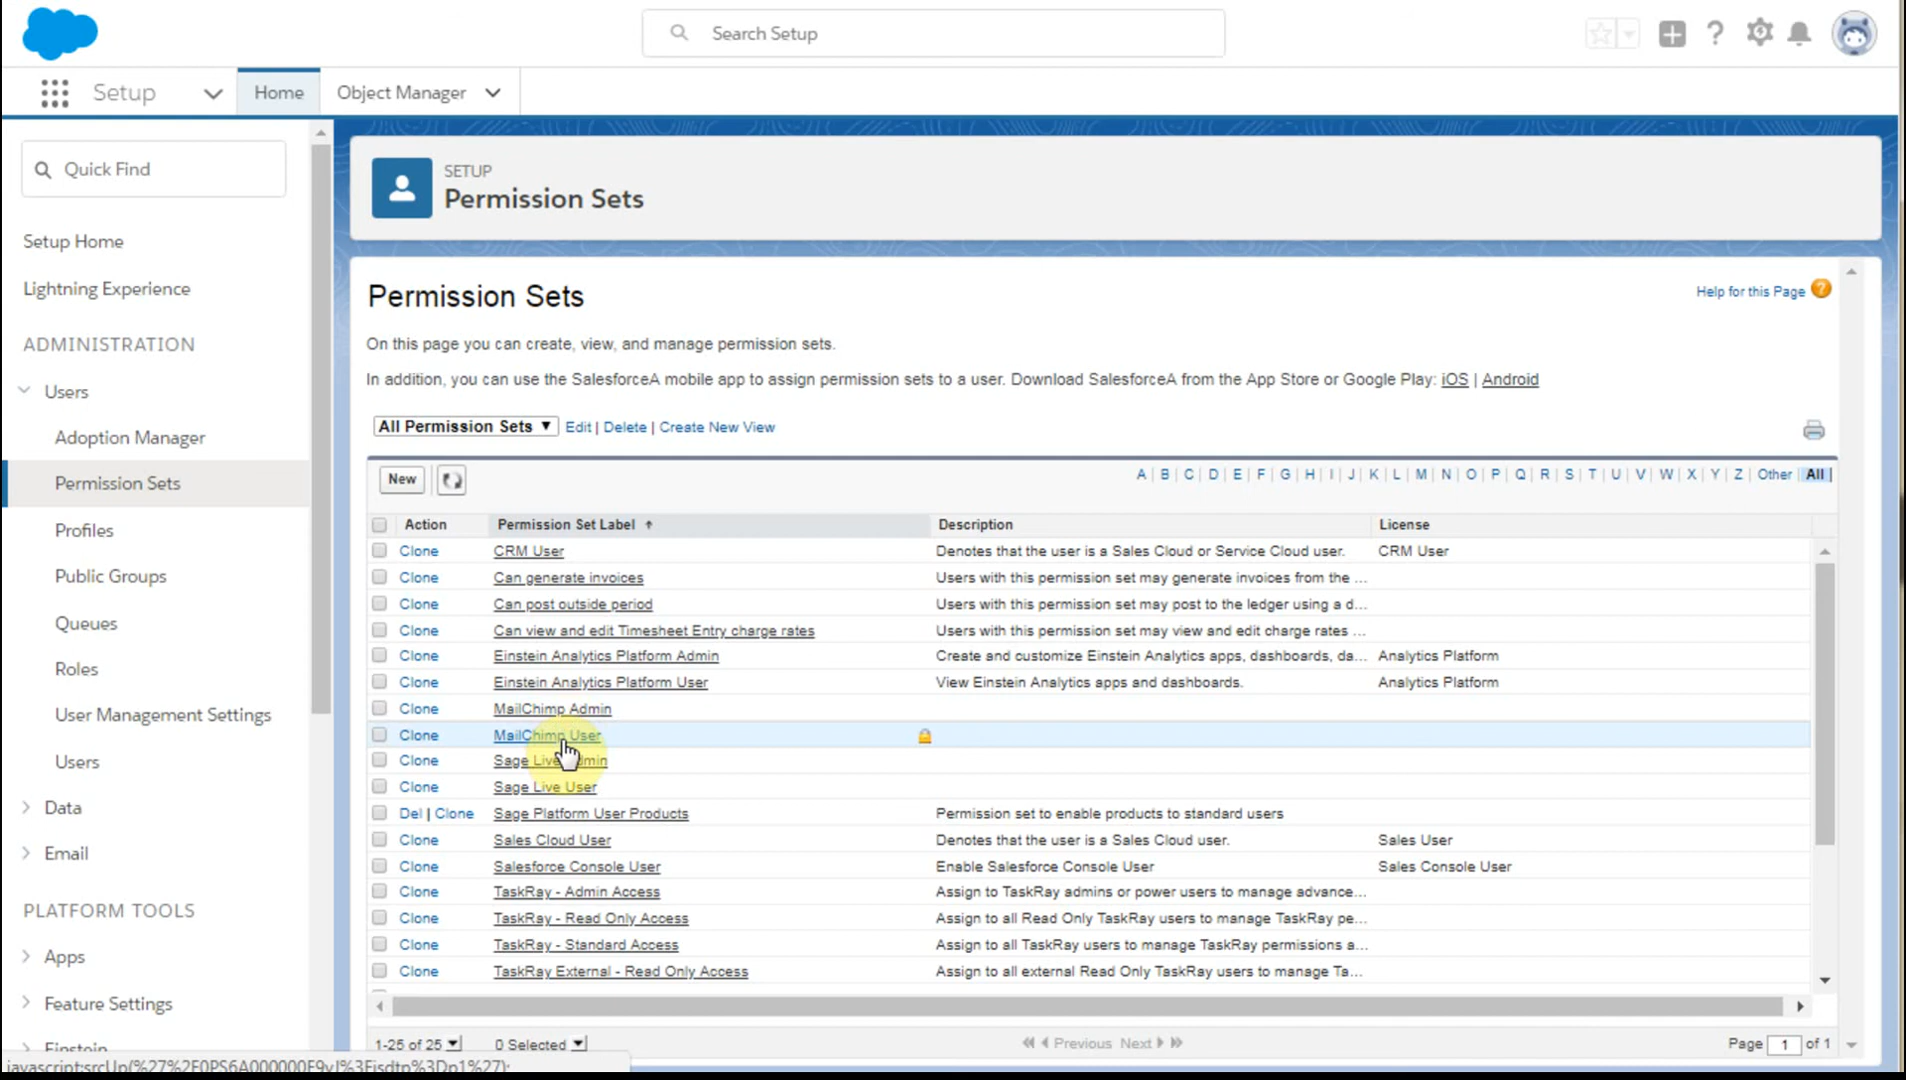 Search Setup
Setup
Home
Object Manager
Quick Find
Setup Home
Lightning Experience
ADMINISTRATION
Users
Adoption Manager
Permission Sets
Profiles
Public Groups
Queues
Roles
User Management Settings
Users
Data
Email
PLATFORM TOOLS
Apps
Feature Settings
Einstein
SETUP
Permission Sets
Permission Sets
Help for this Page
On this page you can create, view, and manage permission sets.
In addition, you can use the SalesforceA mobile app to assign permission sets to a user. Download SalesforceA from the App Store or Google Play: iOS | Android
All Permission Sets Edit | Delete | Create New View
New
A | B | C | D | E | F | G | H | I | J | K | L | M | N | O | P | Q | R | S | T | U | V | W | X | Y | Z | Other | All |
Action Permission Set Label Description License
Clone CRM User Denotes that the user is a Sales Cloud or Service Cloud user. CRM User
Clone Can generate invoices Users with this permission set may generate invoices from the ...
Clone Can post outside period Users with this permission set may post to the ledger using a d...
Clone Can view and edit Timesheet Entry charge rates Users with this permission set may view and edit charge rates ...
Clone Einstein Analytics Platform Admin Create and customize Einstein Analytics apps, dashboards, da... Analytics Platform
Clone Einstein Analytics Platform User View Einstein Analytics apps and dashboards. Analytics Platform
Clone MailChimp Admin
Clone MailChimp User
Clone Sage Live Admin
Clone Sage Live User
Del | Clone Sage Platform User Products Permission set to enable products to standard users
Clone Sales Cloud User Denotes that the user is a Sales Cloud user. Sales User
Clone Salesforce Console User Enable Salesforce Console User Sales Console User
Clone TaskRay - Admin Access Assign to TaskRay admins or power users to manage advance...
Clone TaskRay - Read Only Access Assign to all Read Only TaskRay users to manage TaskRay pe...
Clone TaskRay - Standard Access Assign to all TaskRay users to manage TaskRay permissions a...
Clone TaskRay External - Read Only Access Assign to all external Read Only TaskRay users to manage Ta...
1-25 of 25 0 Selected Previous Next Page 1 of 1